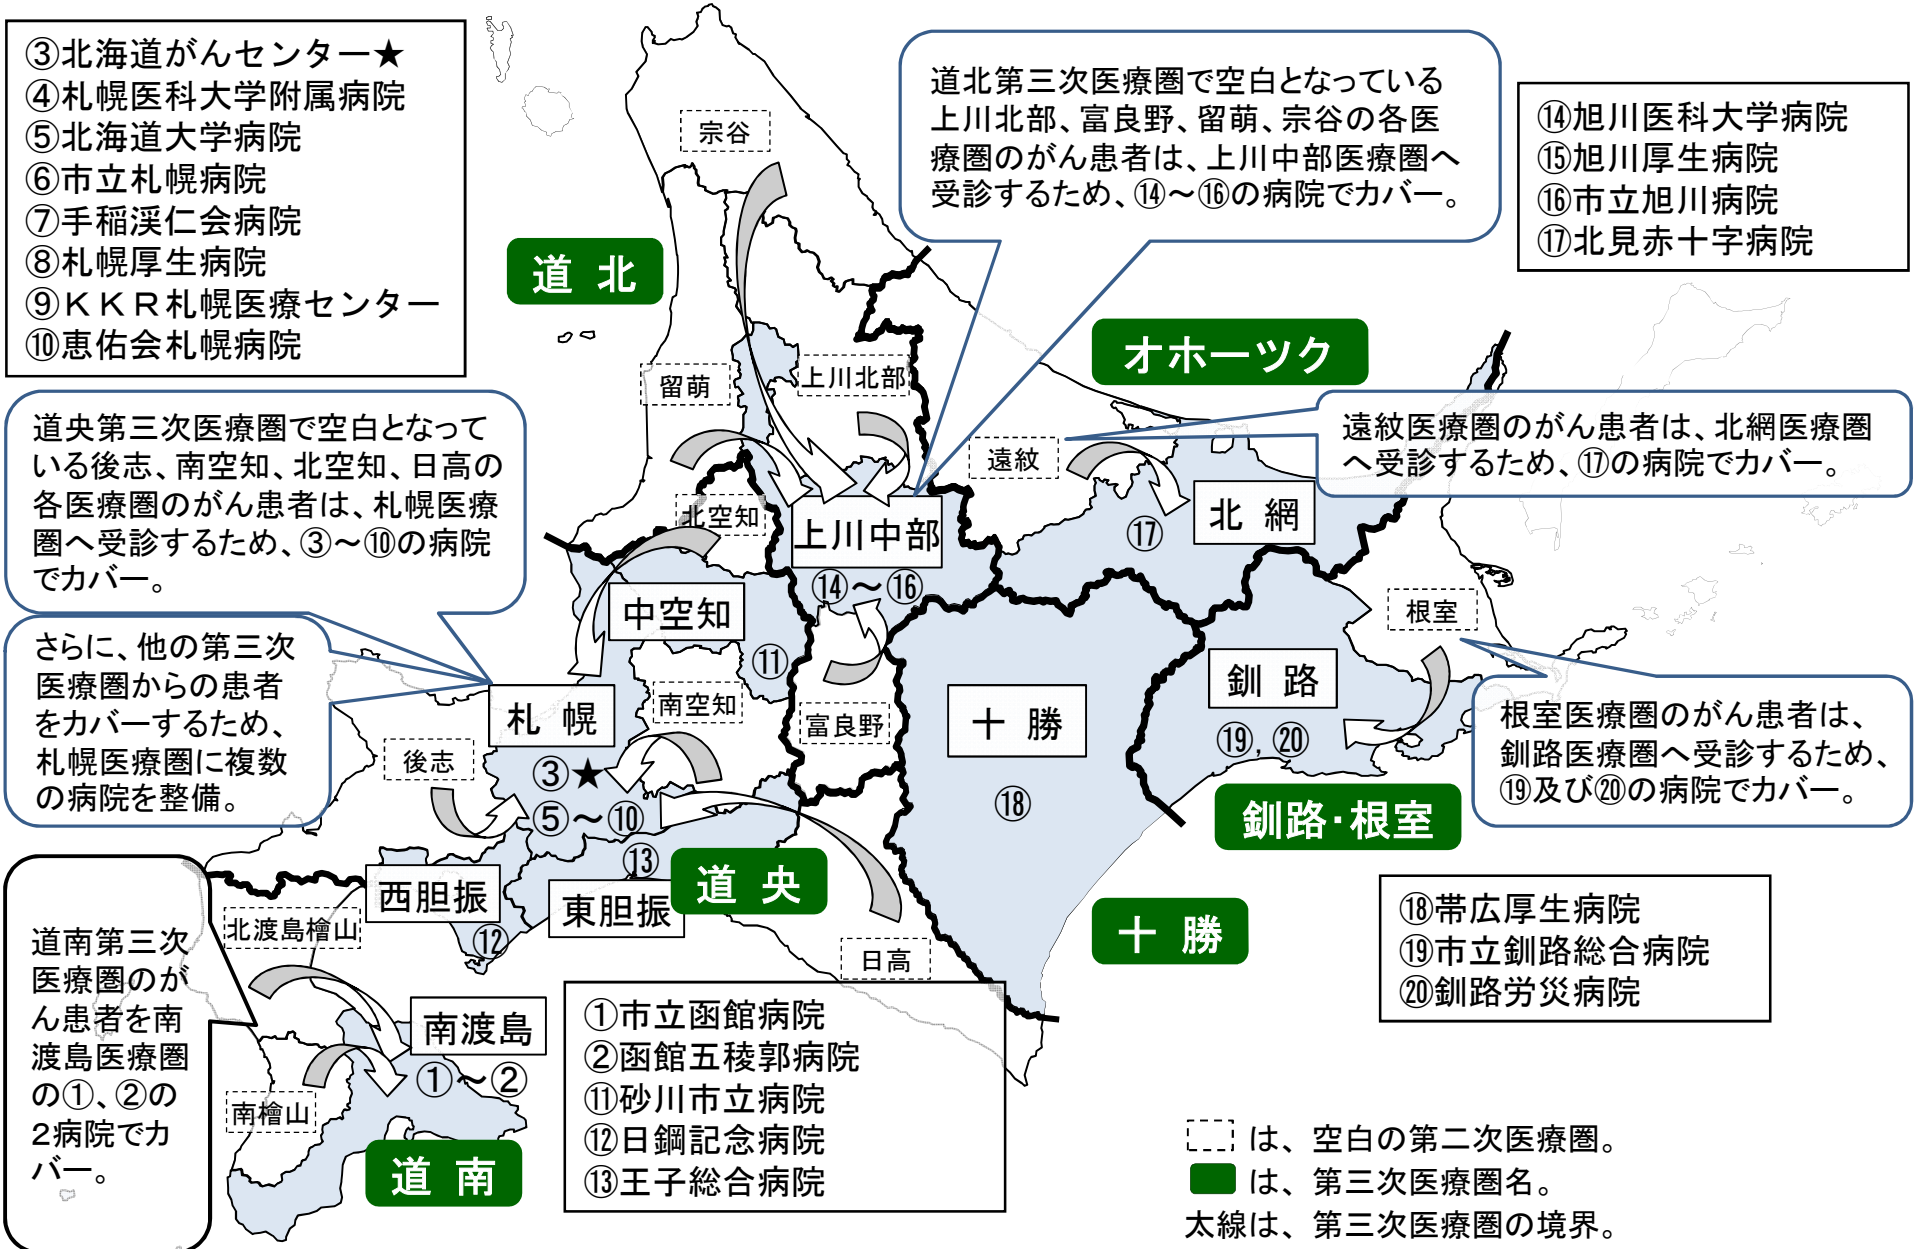 ③北海道がんセンター★
④札幌医科大学附属病院
⑤北海道大学病院
⑥市立札幌病院
⑦手稲渓仁会病院
⑧札幌厚生病院
⑨ＫＫＲ札幌医療センター
⑩恵佑会札幌病院
道北第三次医療圏で空白となっている
上川北部、富良野、留萌、宗谷の各医
療圏のがん患者は、上川中部医療圏へ
受診するため、⑭～⑯の病院でカバー。
⑭旭川医科大学病院
⑮旭川厚生病院
⑯市立旭川病院
⑰北見赤十字病院
宗谷
道 北
オホーツク
留萌
上川北部
道央第三次医療圏で空白となって
いる後志、南空知、北空知、日高の
各医療圏のがん患者は、札幌医療
圏へ受診するため、③～⑩の病院
でカバー。
遠紋医療圏のがん患者は、北網医療圏
へ受診するため、⑰の病院でカバー。
遠紋
北空知
上川中部
⑭～⑯
⑰
北 網
中空知
⑪
根室
さらに、他の第三次
医療圏からの患者
をカバーするため、
札幌医療圏に複数
の病院を整備。
南空知
札 幌
③★
⑤～⑩
富良野
十 勝
⑱
釧 路
⑲,⑳
後志
根室医療圏のがん患者は、
釧路医療圏へ受診するため、
⑲及び⑳の病院でカバー。
釧路・根室
⑬
道 央
西胆振
⑫
東胆振
北渡島檜山
日高
十 勝
⑱帯広厚生病院
⑲市立釧路総合病院
⑳釧路労災病院
道南第三次
医療圏のが
ん患者を南
渡島医療圏
の①、②の
2病院でカ
バー。
南渡島
①～②
南檜山
道 南
①市立函館病院
②函館五稜郭病院
⑪砂川市立病院
⑫日鋼記念病院
⑬王子総合病院
は、空白の第二次医療圏。
は、第三次医療圏名。
太線は、第三次医療圏の境界。